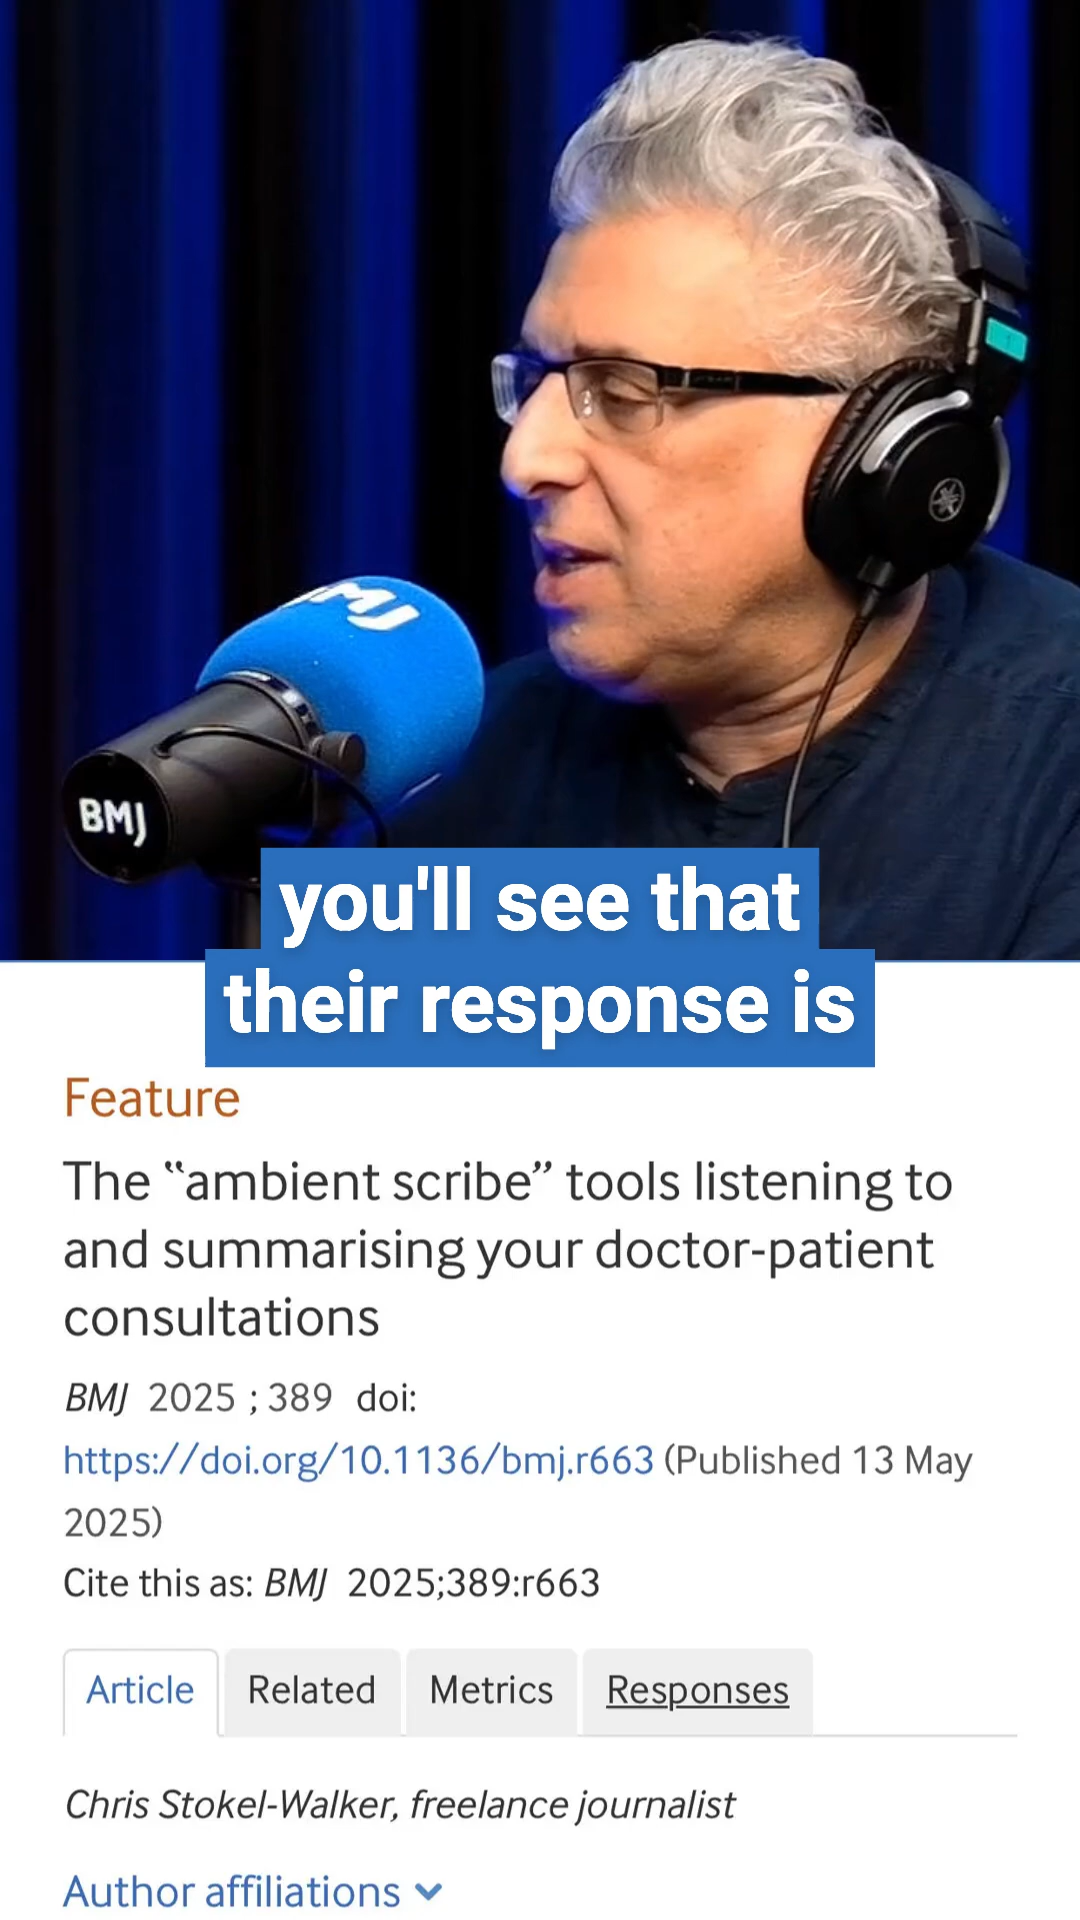 BMJ
BMJ
you'll see that
their response is
Feature
The “ambient scribe” tools listening to
and summarising your doctor-patient
consultations
BMJ 2025 ; 389 doi:
https://doi.org/10.1136/bmj.r663 (Published 13 May
2025)
Cite this as: BMJ 2025;389:r663
Article Related Metrics Responses
Chris Stokel-Walker, freelance journalist
Author affiliations